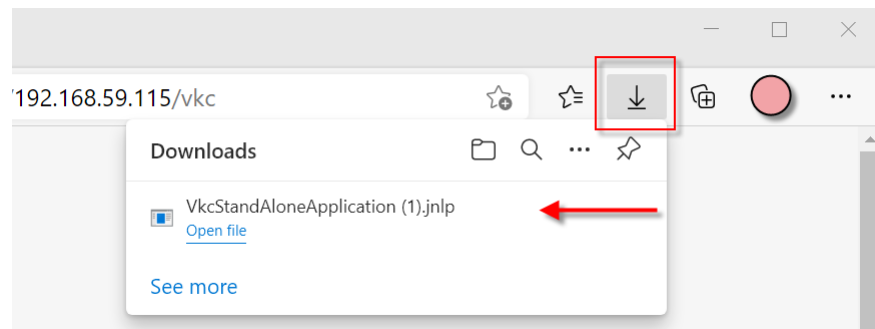 /192.168.59.115/vkc
Downloads
VkcStandAloneApplication (1).jnlp
Open file
See more